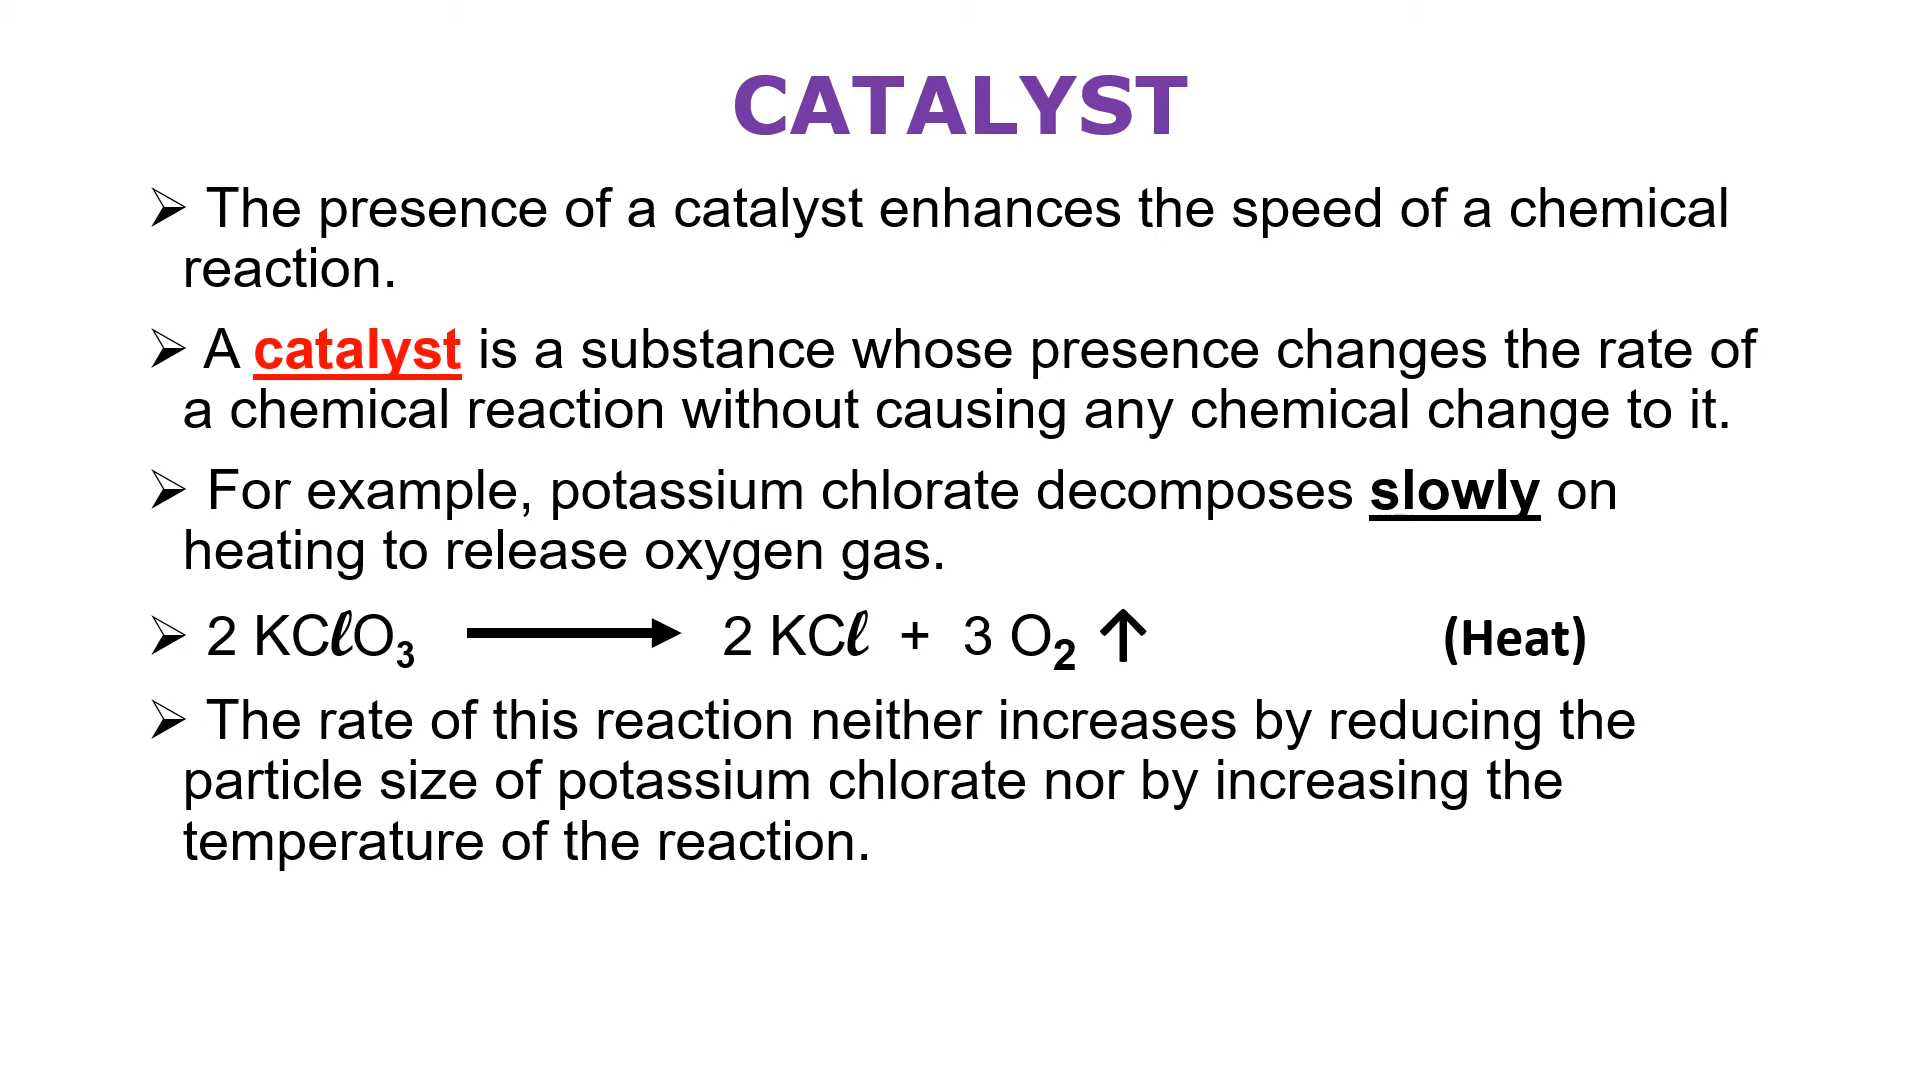 CATALYST
➢ The presence of a catalyst enhances the speed of a chemical
reaction.
➢ A catalyst is a substance whose presence changes the rate of
a chemical reaction without causing any chemical change to it.
➢ For example, potassium chlorate decomposes slowly on
heating to release oxygen gas.
➢ 2 KCℓO₃ ⟶ 2 KCℓ + 3 O₂ ↑ (Heat)
➢ The rate of this reaction neither increases by reducing the
particle size of potassium chlorate nor by increasing the
temperature of the reaction.